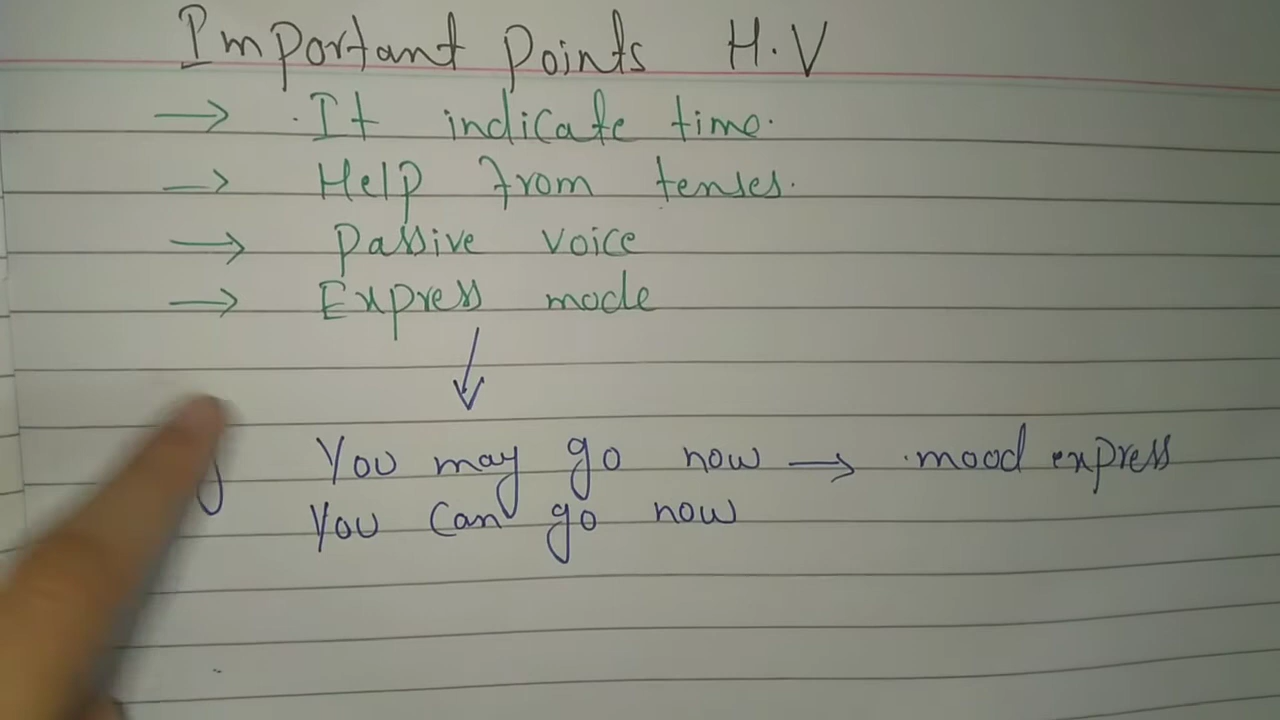 Important Points H.V
→ .It indicate time.
→ Help from tenses.
→ Passive voice
→ Express mode
↓
You may go now → .mood express
You Can go now